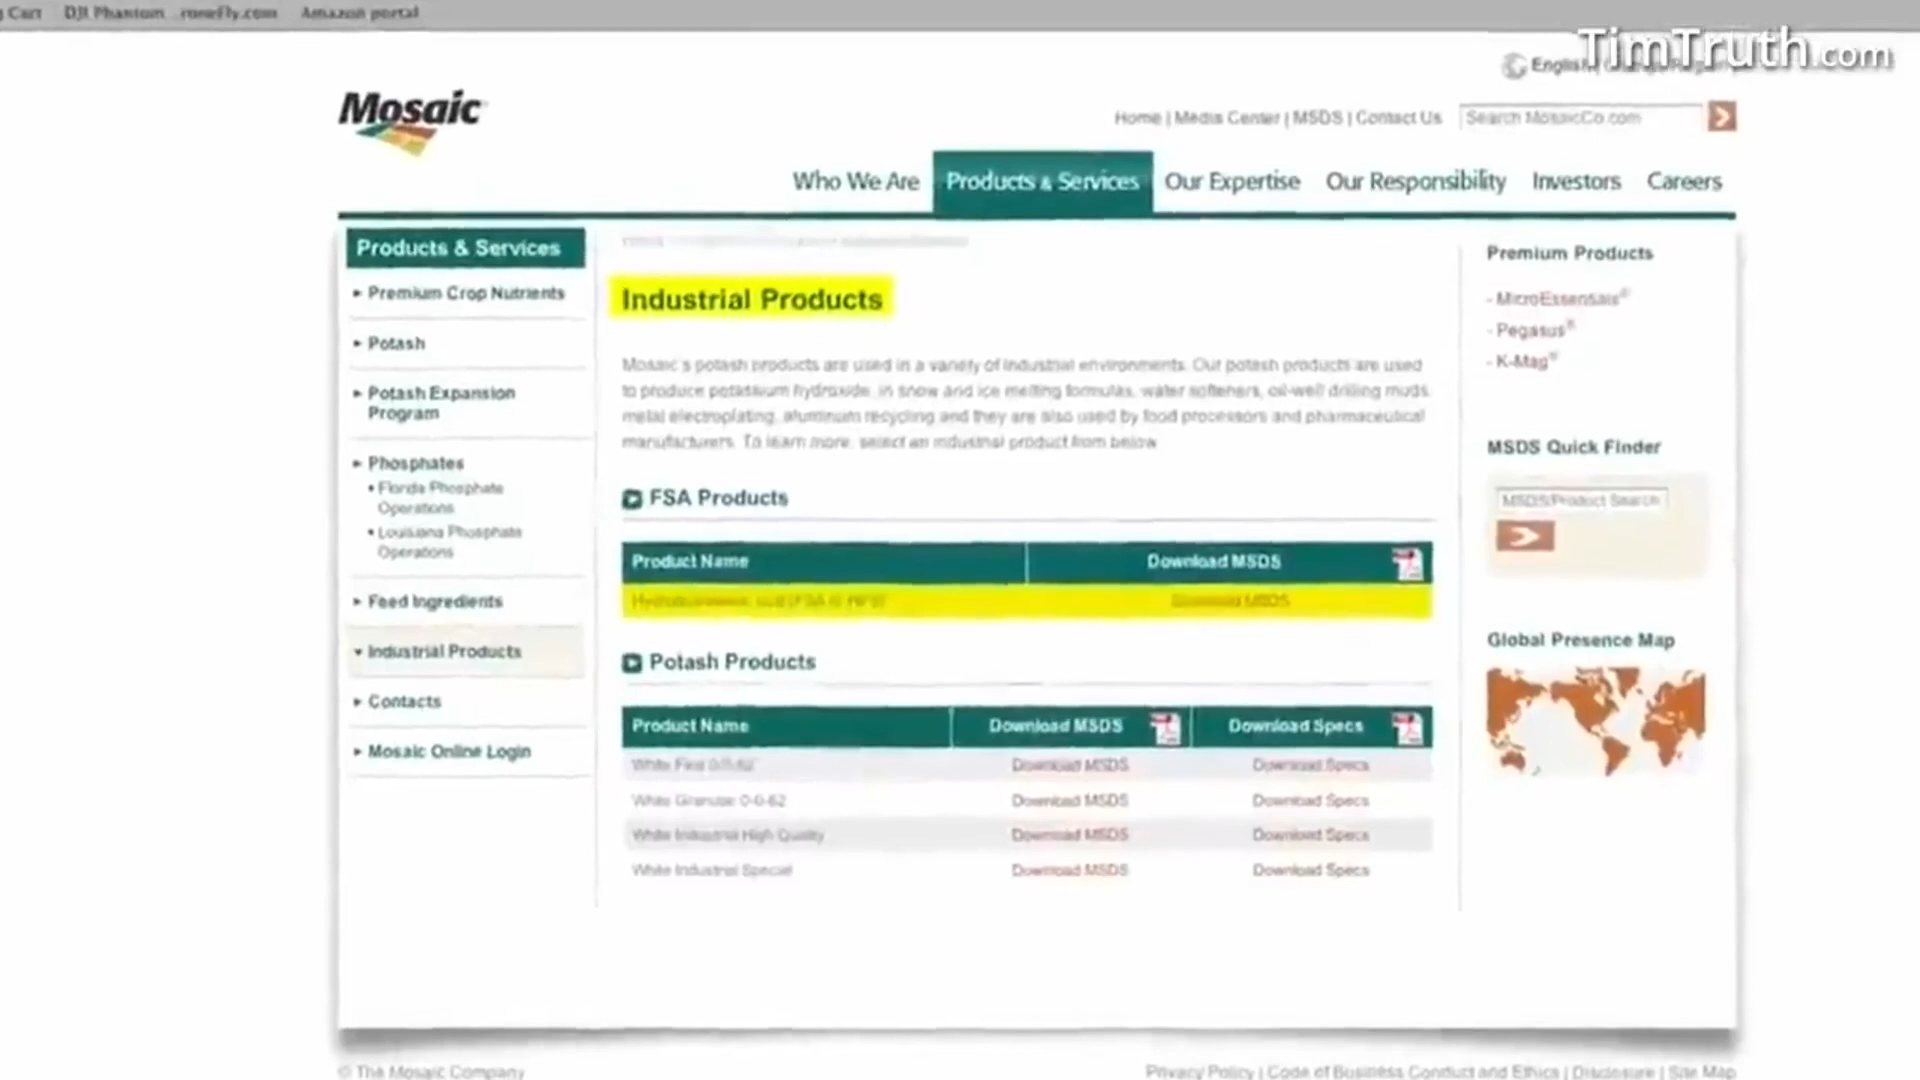 Cart DJI Phantom Amazon portal
TimTruth.com
English
Mosaic
Home | Media Center | MSDS | Contact Us
Search MosaicCo.com
Who We Are
Products & Services
Our Expertise
Our Responsibility
Investors
Careers
Products & Services
Premium Crop Nutrients
Potash
Potash Expansion
Program
Phosphates
Florida Phosphate
Operations
Louisiana Phosphate
Operations
Feed Ingredients
Industrial Products
Contacts
Mosaic Online Login
Industrial Products
Mosaic's potash products are used in a variety of industrial environments. Our potash products are used
to produce potassium hydroxide, in snow and ice melting formulas, water softeners, oil-well drilling muds,
metal electroplating, aluminum recycling and they are also used by food processors and pharmaceutical
manufacturers. To learn more, select an industrial product from below
FSA Products
Product Name Download MSDS
Download MSDS
Potash Products
Product Name Download MSDS Download Specs
White Fine 0-0-62 Download MSDS Download Specs
White Granular 0-0-62 Download MSDS Download Specs
White Industrial High Quality Download MSDS Download Specs
White Industrial Special Download MSDS Download Specs
Premium Products
- MicroEssentials®
- Pegasus®
- K-Mag®
MSDS Quick Finder
MSDS/Product Search
Global Presence Map
© The Mosaic Company
Privacy Policy | Code of Business Conduct and Ethics | Disclosure | Site Map